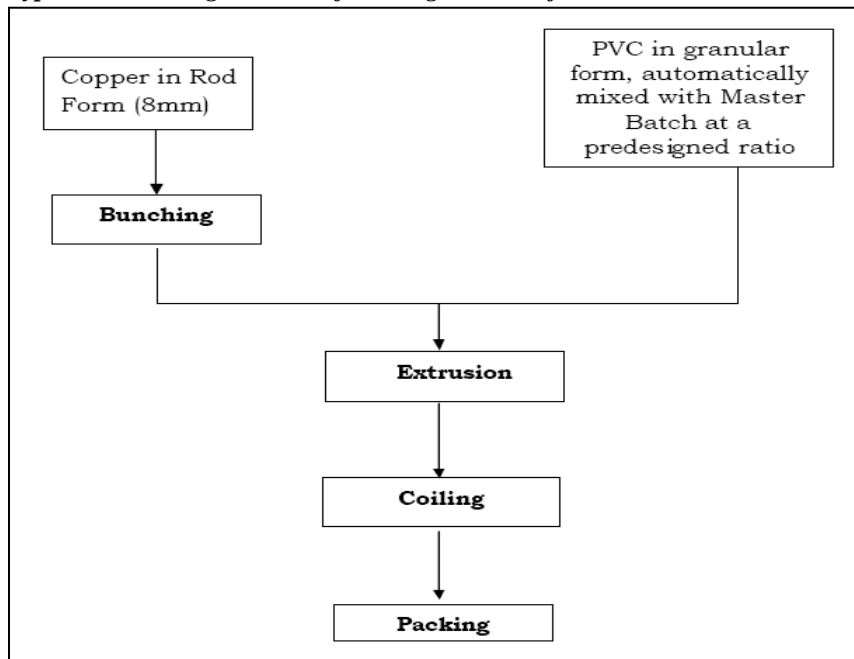 Copper in Rod
Form (8mm)
PVC in granular
form, automatically
mixed with Master
Batch at a
predesigned ratio
Bunching
Extrusion
Coiling
Packing